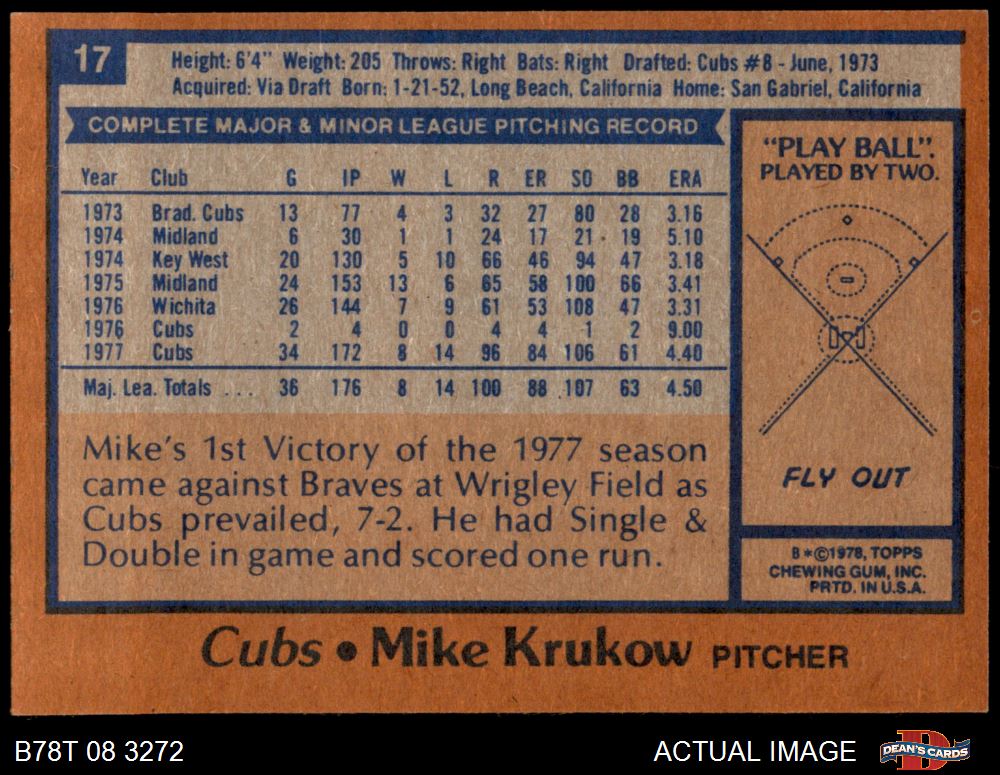 17
Height: 6'4" Weight: 205 Throws: Right Bats: Right Drafted: Cubs #8 - June, 1973
Acquired: Via Draft Born: 1-21-52, Long Beach, California Home: San Gabriel, California
COMPLETE MAJOR & MINOR LEAGUE PITCHING RECORD
Year Club G IP W L R ER SO BB ERA
1973 Brad. Cubs 13 77 4 3 32 27 80 28 3.16
1974 Midland 6 30 1 1 24 17 21 19 5.10
1974 Key West 20 130 5 10 66 46 94 47 3.18
1975 Midland 24 153 13 6 65 58 100 66 3.41
1976 Wichita 26 144 7 9 61 53 108 47 3.31
1976 Cubs 2 4 0 0 4 4 1 2 9.00
1977 Cubs 34 172 8 14 96 84 106 61 4.40
Maj. Lea. Totals . . . 36 176 8 14 100 88 107 63 4.50
Mike's 1st Victory of the 1977 season
came against Braves at Wrigley Field as
Cubs prevailed, 7-2. He had Single &
Double in game and scored one run.
"PLAY BALL".
PLAYED BY TWO.
FLY OUT
B*©1978, TOPPS
CHEWING GUM, INC.
PRTD. IN U.S.A.
Cubs • Mike Krukow PITCHER
B78T 08 3272
ACTUAL IMAGE
D
DEAN'S CARDS